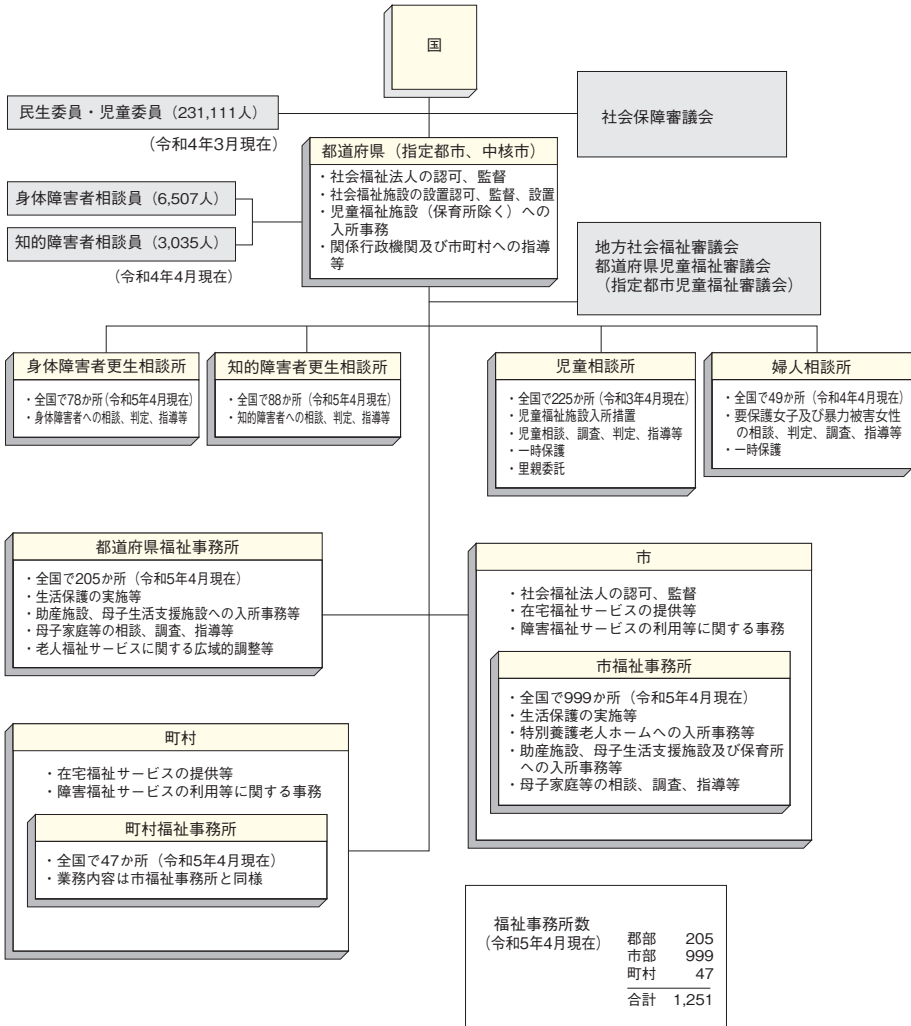 国
民生委員・児童委員（231,111人）
（令和4年3月現在）
社会保障審議会
都道府県（指定都市、中核市）
・社会福祉法人の認可、監督
・社会福祉施設の設置認可、監督、設置
・児童福祉施設（保育所除く）への
入所事務
・関係行政機関及び市町村への指導
等
身体障害者相談員（6,507人）
知的障害者相談員（3,035人）
（令和4年4月現在）
地方社会福祉審議会
都道府県児童福祉審議会
（指定都市児童福祉審議会）
身体障害者更生相談所
・全国で78か所（令和5年4月現在）
・身体障害者への相談、判定、指導等
知的障害者更生相談所
・全国で88か所（令和5年4月現在）
・知的障害者への相談、判定、指導等
児童相談所
・全国で225か所（令和3年4月現在）
・児童福祉施設入所措置
・児童相談、調査、判定、指導等
・一時保護
・里親委託
婦人相談所
・全国で49か所（令和4年4月現在）
・要保護女子及び暴力被害女性
の相談、判定、調査、指導等
・一時保護
都道府県福祉事務所
・全国で205か所（令和5年4月現在）
・生活保護の実施等
・助産施設、母子生活支援施設への入所事務等
・母子家庭等の相談、調査、指導等
・老人福祉サービスに関する広域的調整等
市
・社会福祉法人の認可、監督
・在宅福祉サービスの提供等
・障害福祉サービスの利用等に関する事務
市福祉事務所
・全国で999か所（令和5年4月現在）
・生活保護の実施等
・特別養護老人ホームへの入所事務等
・助産施設、母子生活支援施設及び保育所
への入所事務等
・母子家庭等の相談、調査、指導等
町村
・在宅福祉サービスの提供等
・障害福祉サービスの利用等に関する事務
町村福祉事務所
・全国で47か所（令和5年4月現在）
・業務内容は市福祉事務所と同様
福祉事務所数
（令和5年4月現在）
郡部 205
市部 999
町村 47
合計 1,251